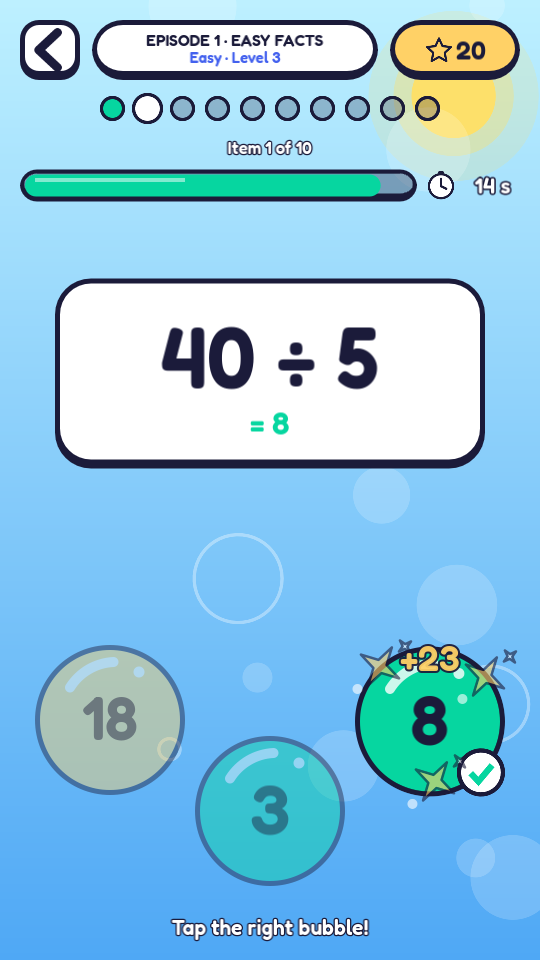 EPISODE 1 · EASY FACTS
Easy · Level 3
20
Item 1 of 10
14 s
40 ÷ 5
= 8
+23
18
8
3
Tap the right bubble!